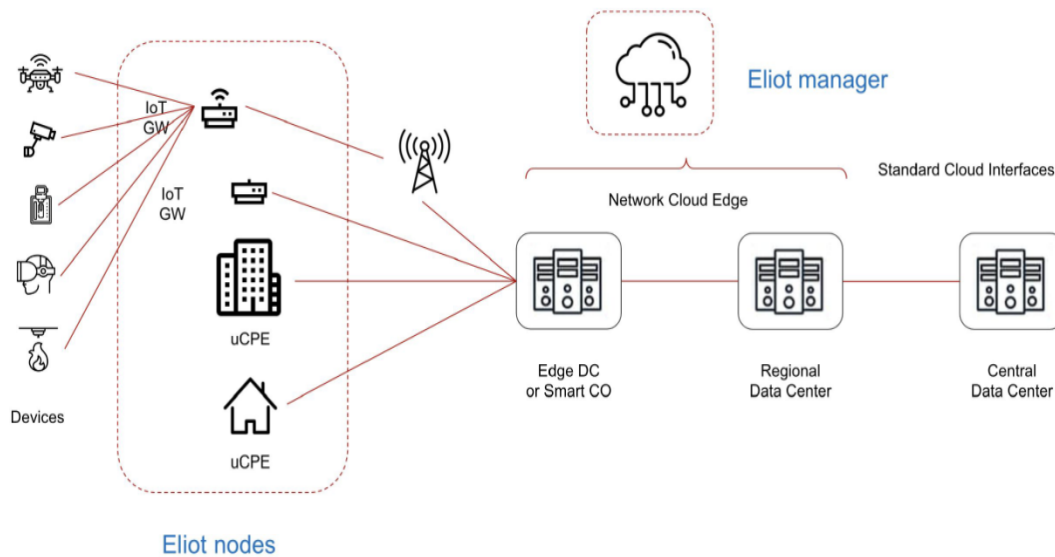 Eliot manager
Standard Cloud Interfaces
Network Cloud Edge
IoT
GW
IoT
GW
uCPE
uCPE
Devices
Edge DC
or Smart CO
Regional
Data Center
Central
Data Center
Eliot nodes